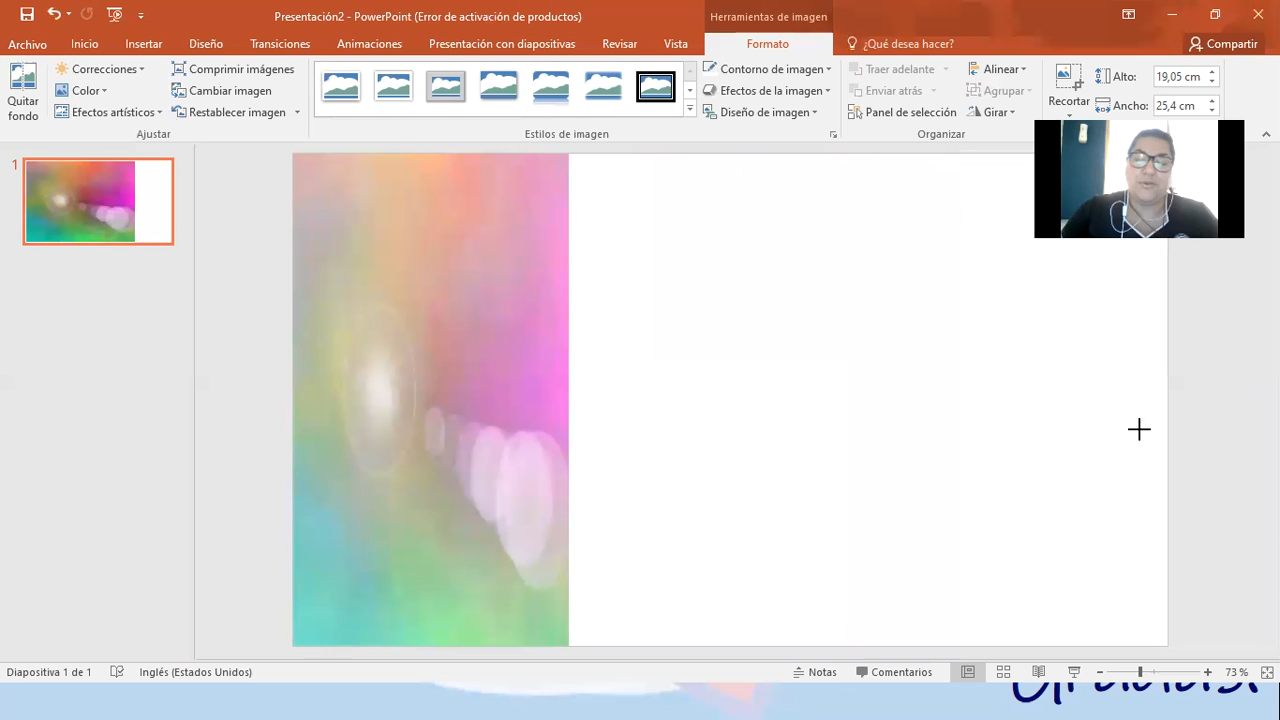 Presentación2 - PowerPoint (Error de activación de productos)
Herramientas de imagen
Archivo Inicio Insertar Diseño Transiciones Animaciones Presentación con diapositivas Revisar Vista Formato ¿Qué desea hacer? Compartir
Quitar fondo
Correcciones
Color
Efectos artísticos
Comprimir imágenes
Cambiar imagen
Restablecer imagen
Ajustar
Estilos de imagen
Contorno de imagen
Efectos de la imagen
Diseño de imagen
Traer adelante
Enviar atrás
Panel de selección
Alinear
Agrupar
Girar
Organizar
Recortar
Alto: 19,05 cm
Ancho: 25,4 cm
1
Diapositiva 1 de 1 Inglés (Estados Unidos) Notas Comentarios 73 %